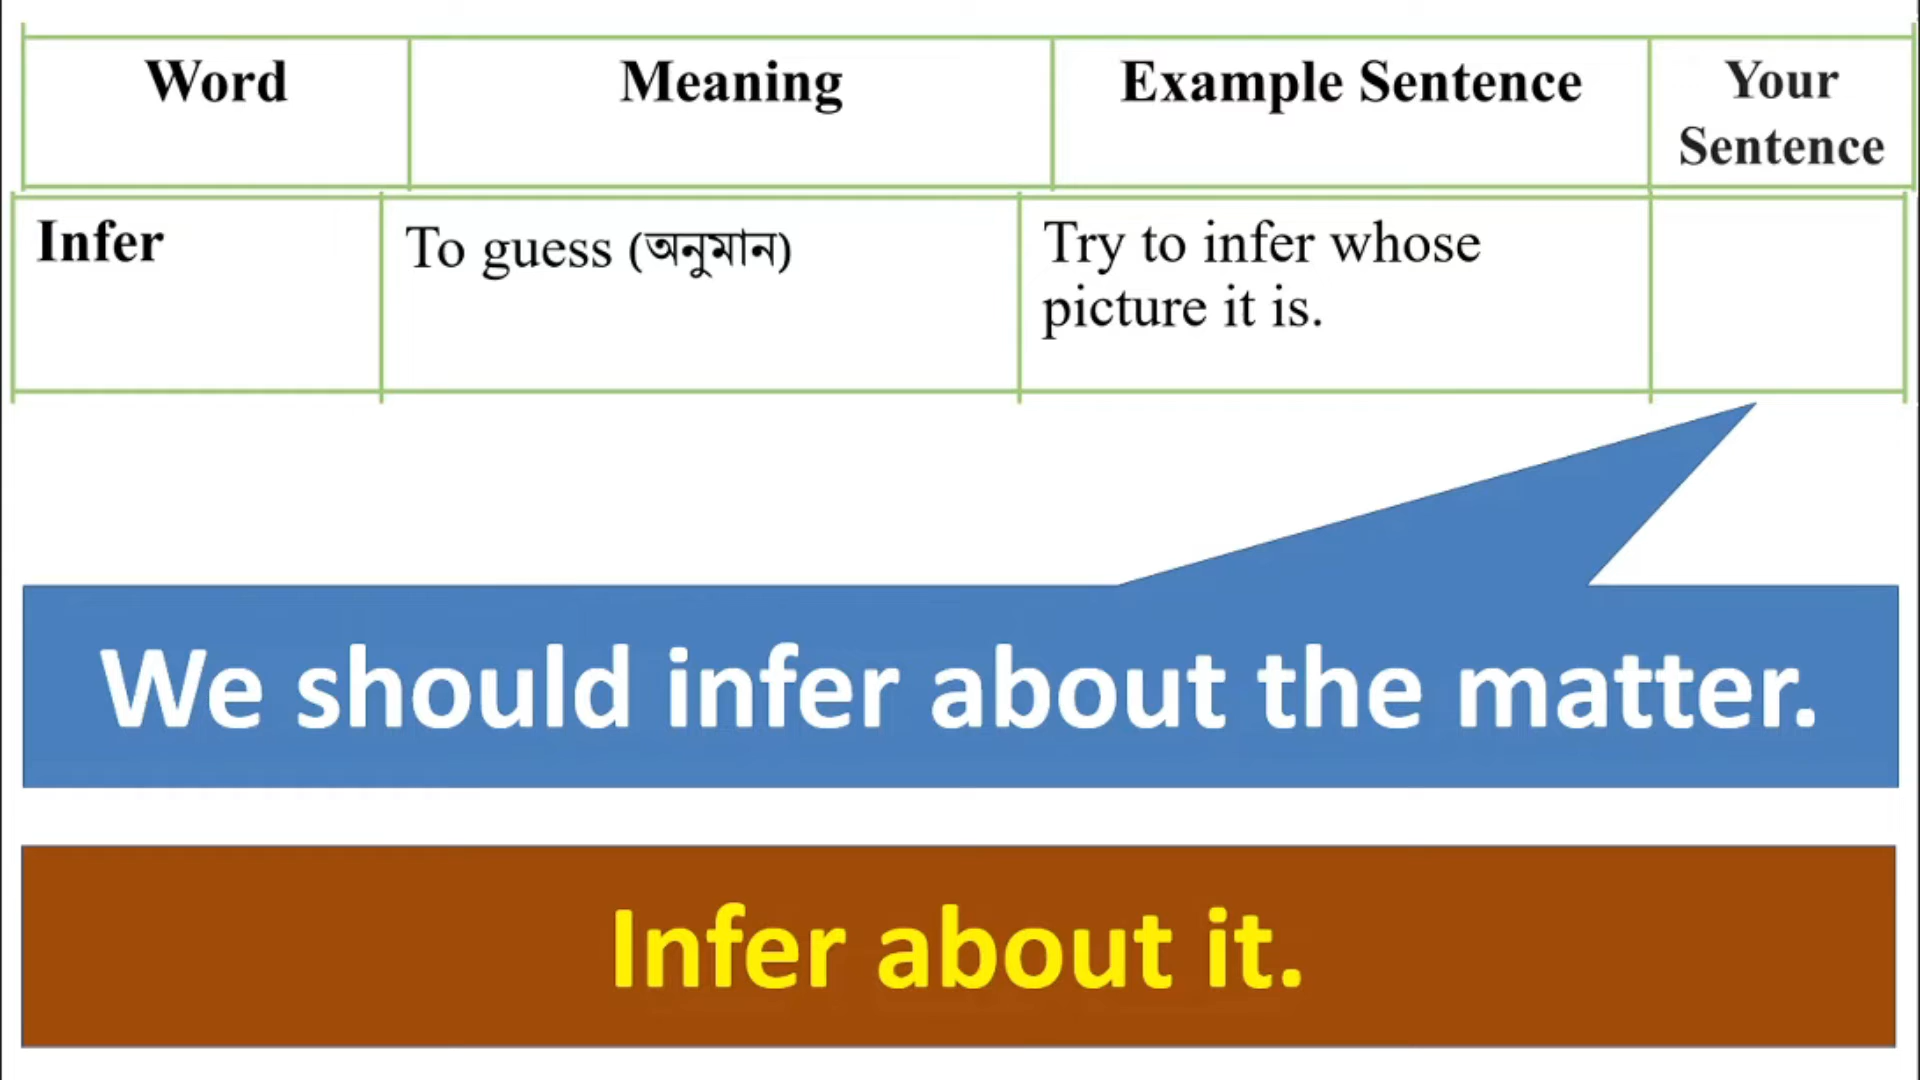 Word Meaning Example Sentence Your Sentence
Infer
To guess (অনুমান)
Try to infer whose
picture it is.
We should infer about the matter.
Infer about it.